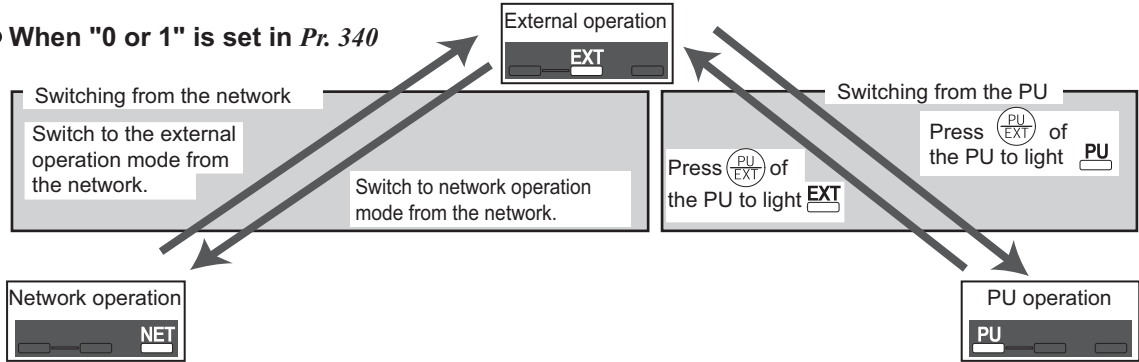 When "0 or 1" is set in Pr. 340
External operation
EXT
Switching from the network
Switch to the external
operation mode from
the network.
Switch to network operation
mode from the network.
Switching from the PU
Press PU/EXT of
the PU to light PU
Press PU/EXT of
the PU to light EXT
Network operation
NET
PU operation
PU